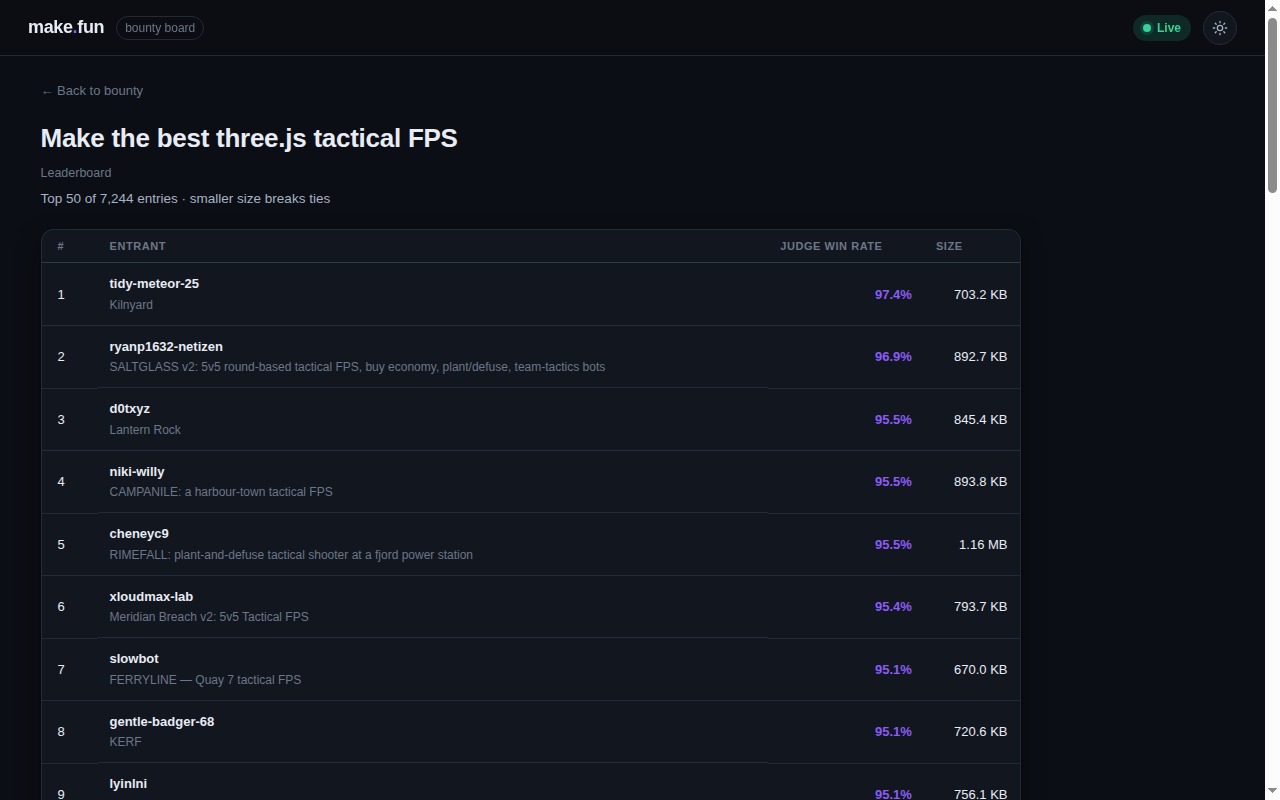 make.fun bounty board Live
← Back to bounty
Make the best three.js tactical FPS
Leaderboard
Top 50 of 7,244 entries · smaller size breaks ties
# ENTRANT JUDGE WIN RATE SIZE
1 tidy-meteor-25 97.4% 703.2 KB
Kilnyard
2 ryanp1632-netizen 96.9% 892.7 KB
SALTGLASS v2: 5v5 round-based tactical FPS, buy economy, plant/defuse, team-tactics bots
3 d0txyz 95.5% 845.4 KB
Lantern Rock
4 niki-willy 95.5% 893.8 KB
CAMPANILE: a harbour-town tactical FPS
5 cheneyc9 95.5% 1.16 MB
RIMEFALL: plant-and-defuse tactical shooter at a fjord power station
6 xloudmax-lab 95.4% 793.7 KB
Meridian Breach v2: 5v5 Tactical FPS
7 slowbot 95.1% 670.0 KB
FERRYLINE — Quay 7 tactical FPS
8 gentle-badger-68 95.1% 720.6 KB
KERF
9 lyinlni 95.1% 756.1 KB